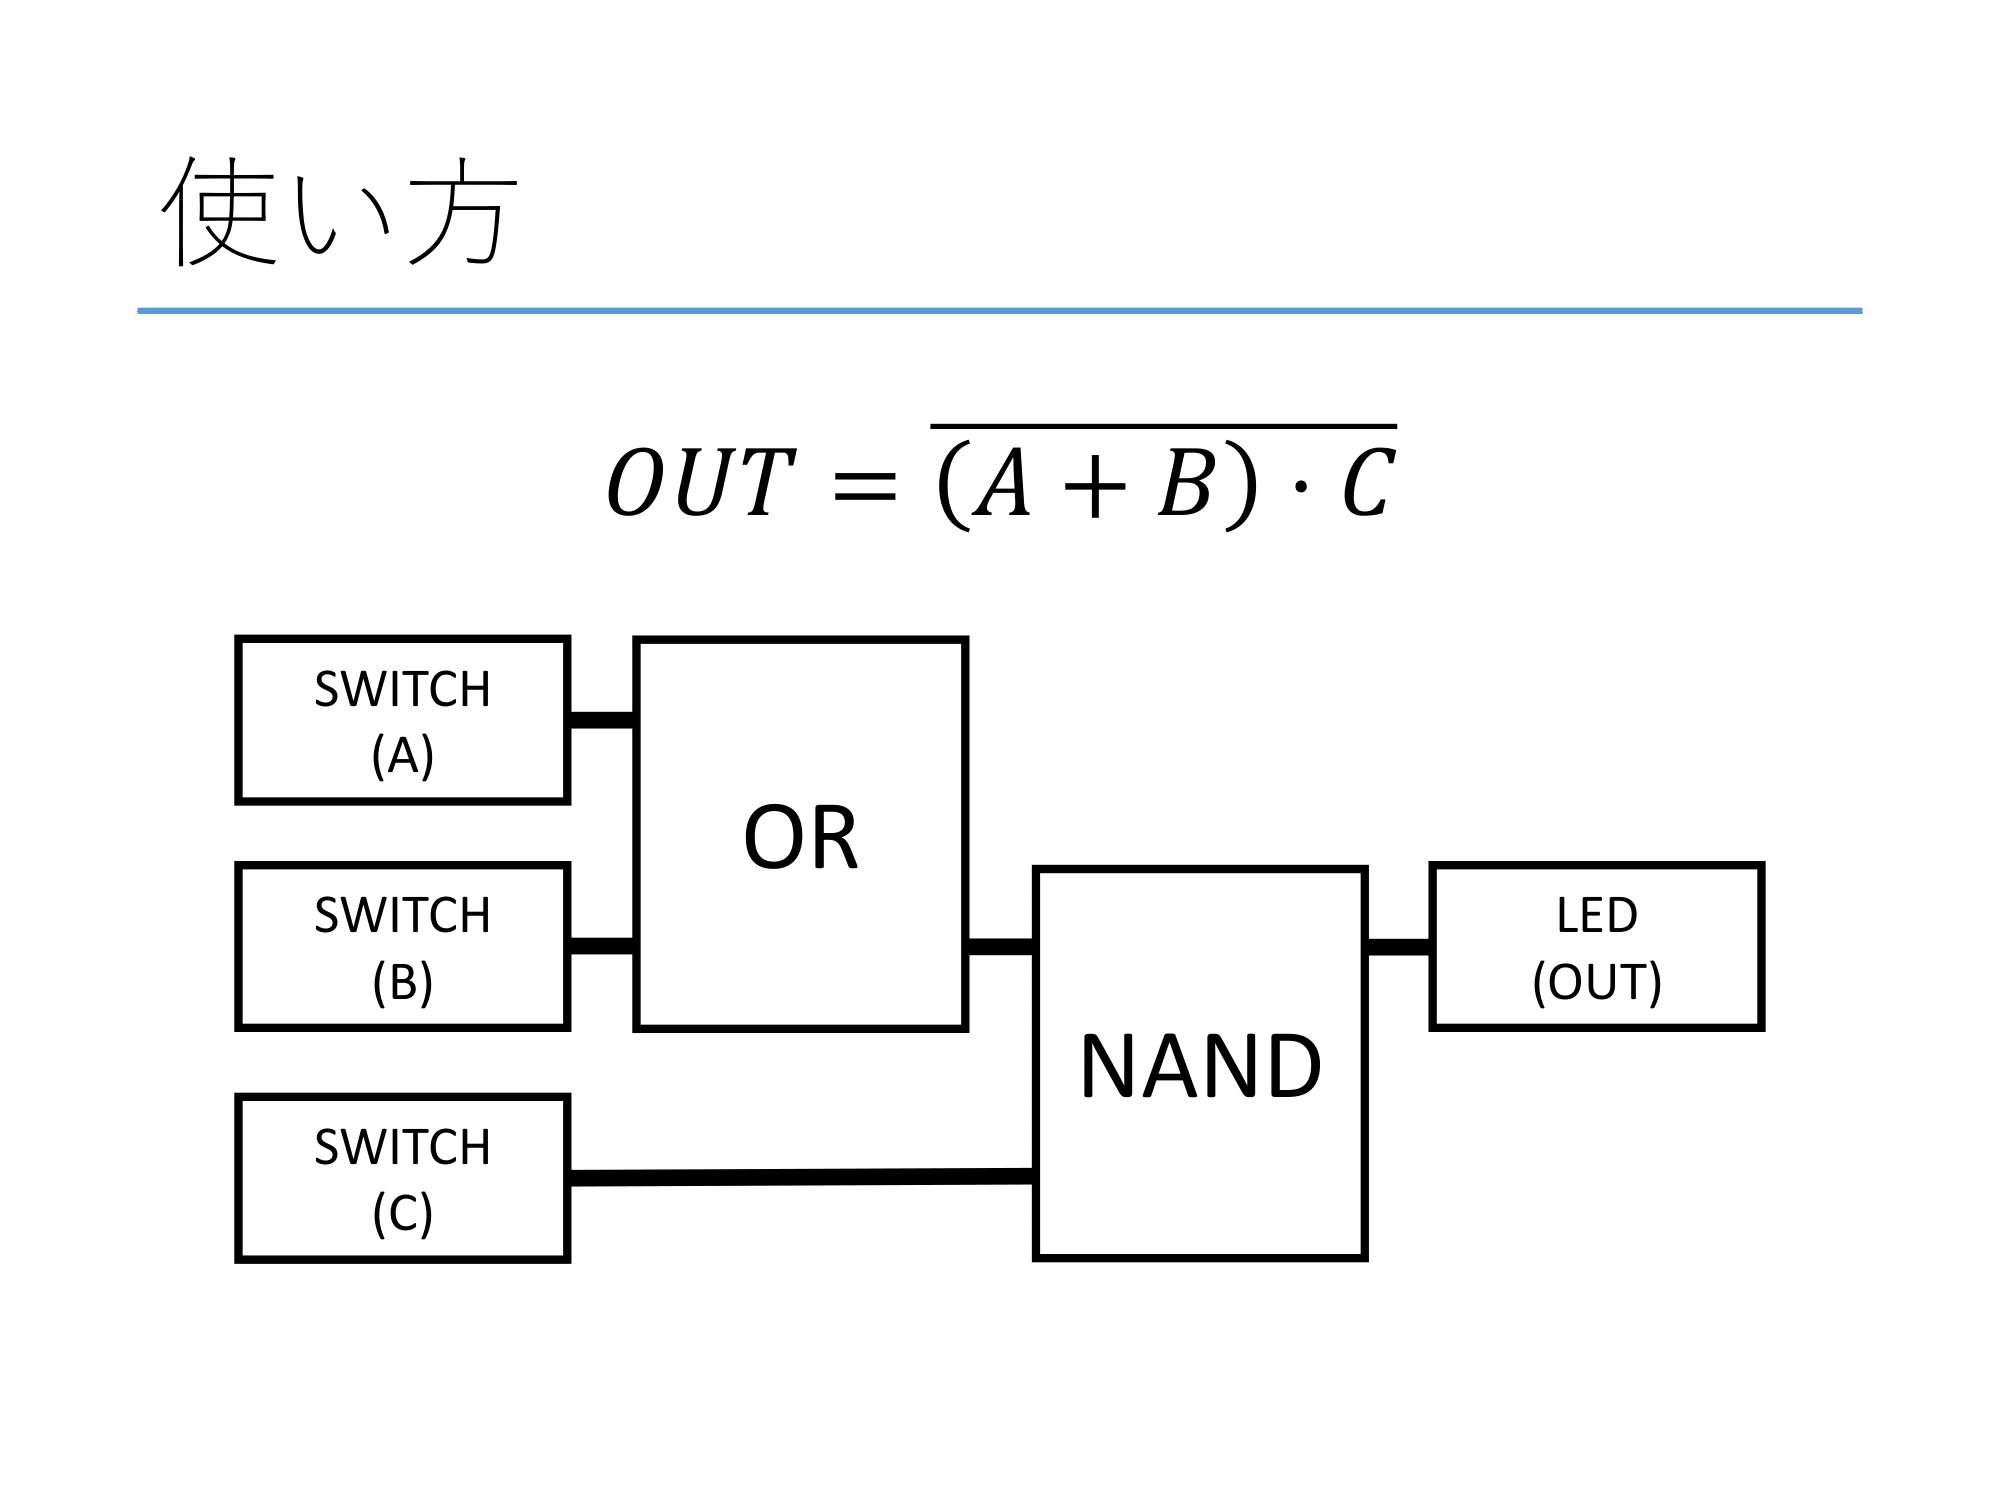 使い方
$OUT = \overline{(A + B) \cdot C}$
SWITCH
(A)
OR
SWITCH
(B)
LED
(OUT)
NAND
SWITCH
(C)